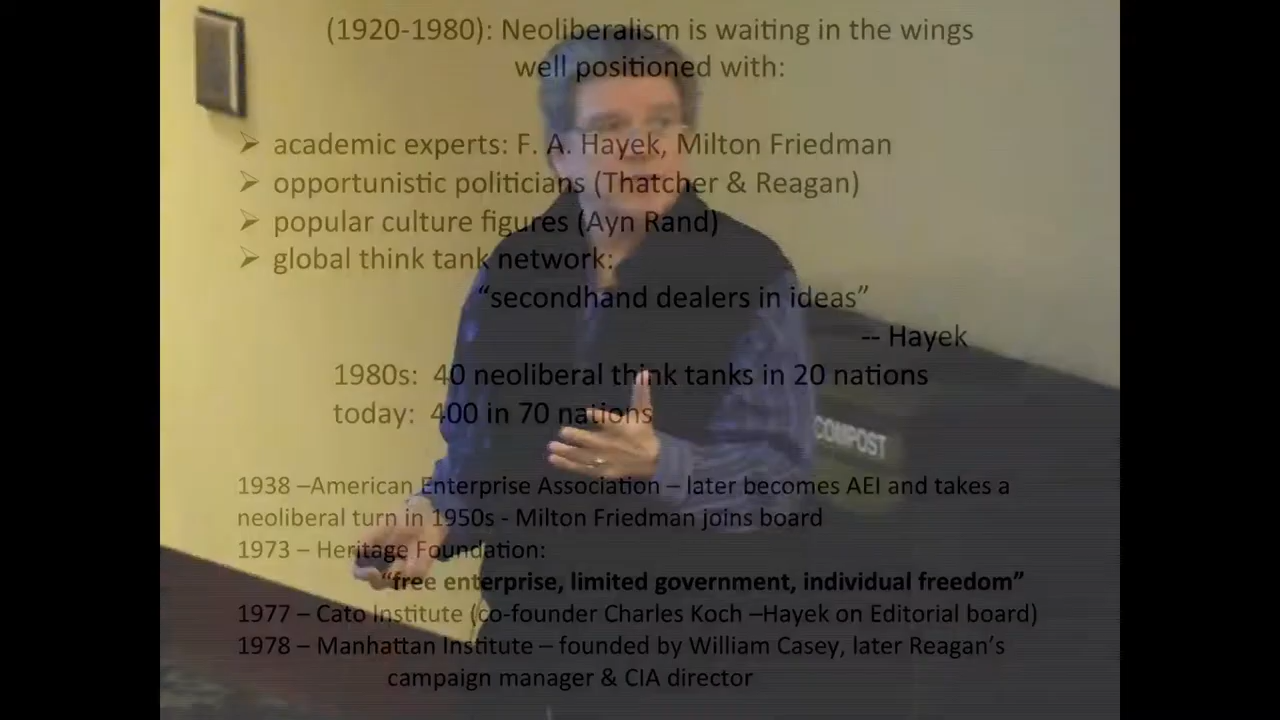 (1920-1980): Neoliberalism is waiting in the wings
well positioned with:
➢ academic experts: F. A. Hayek, Milton Friedman
➢ opportunistic politicians (Thatcher & Reagan)
➢ popular culture figures (Ayn Rand)
➢ global think tank network:
“secondhand dealers in ideas”
-- Hayek
1980s: 40 neoliberal think tanks in 20 nations
today: 400 in 70 nations
COMPOST
1938 –American Enterprise Association – later becomes AEI and takes a
neoliberal turn in 1950s - Milton Friedman joins board
1973 – Heritage Foundation:
“free enterprise, limited government, individual freedom”
1977 – Cato Institute (co-founder Charles Koch –Hayek on Editorial board)
1978 – Manhattan Institute – founded by William Casey, later Reagan’s
campaign manager & CIA director